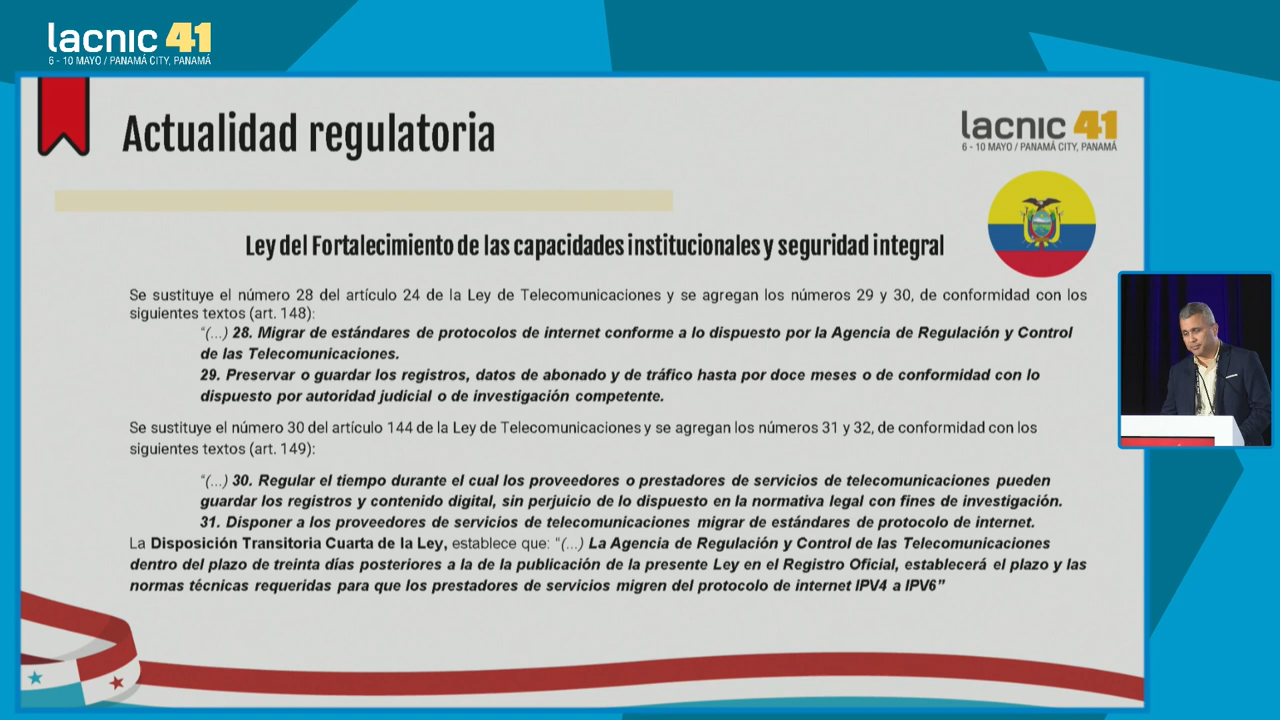 lacnic 41
6 - 10 MAYO / PANAMÁ CITY, PANAMÁ
Actualidad regulatoria
lacnic 41
6 - 10 MAYO / PANAMÁ CITY, PANAMÁ
Ley del Fortalecimiento de las capacidades institucionales y seguridad integral
Se sustituye el número 28 del artículo 24 de la Ley de Telecomunicaciones y se agregan los números 29 y 30, de conformidad con los
siguientes textos (art. 148):
“(...) 28. Migrar de estándares de protocolos de internet conforme a lo dispuesto por la Agencia de Regulación y Control
de las Telecomunicaciones.
29. Preservar o guardar los registros, datos de abonado y de tráfico hasta por doce meses o de conformidad con lo
dispuesto por autoridad judicial o de investigación competente.
Se sustituye el número 30 del artículo 144 de la Ley de Telecomunicaciones y se agregan los números 31 y 32, de conformidad con los
siguientes textos (art. 149):
“(...) 30. Regular el tiempo durante el cual los proveedores o prestadores de servicios de telecomunicaciones pueden
guardar los registros y contenido digital, sin perjuicio de lo dispuesto en la normativa legal con fines de investigación.
31. Disponer a los proveedores de servicios de telecomunicaciones migrar de estándares de protocolo de internet.
La Disposición Transitoria Cuarta de la Ley, establece que: “(...) La Agencia de Regulación y Control de las Telecomunicaciones
dentro del plazo de treinta días posteriores a la de la publicación de la presente Ley en el Registro Oficial, establecerá el plazo y las
normas técnicas requeridas para que los prestadores de servicios migren del protocolo de internet IPV4 a IPV6”